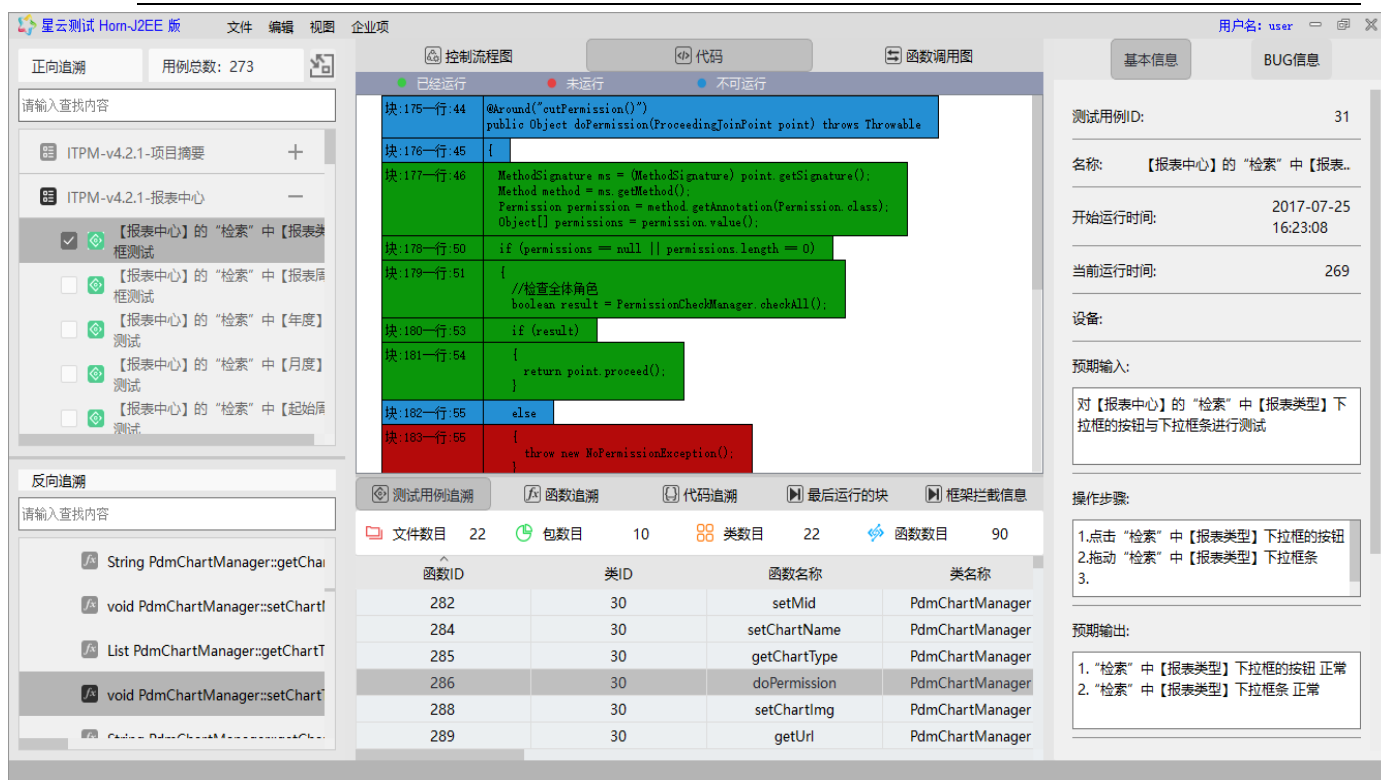 星云测试 Horn-J2EE 版 文件 编辑 视图 企业项 用户名: user
正向追溯 用例总数: 273
请输入查找内容
ITPM-v4.2.1-项目摘要
ITPM-v4.2.1-报表中心
【报表中心】的“检索”中【报表类
框测试
【报表中心】的“检索”中【报表周
框测试
【报表中心】的“检索”中【年度】
测试
【报表中心】的“检索”中【月度】
测试
【报表中心】的“检索”中【起始周
测试
反向追溯
请输入查找内容
String PdmChartManager::getChar
void PdmChartManager::setChartN
List PdmChartManager::getChartT
void PdmChartManager::setChartT
String PdmChartManager::getCha
控制流程图 代码 函数调用图
已经运行 未运行 不可运行
块:175—行:44 @Around("cutPermission()")
public Object doPermission(ProceedingJoinPoint point) throws Throwable
块:176—行:45 {
块:177—行:46 MethodSignature ms = (MethodSignature) point.getSignature();
Method method = ms.getMethod();
Permission permission = method.getAnnotation(Permission.class);
Object[] permissions = permission.value();
块:178—行:50 if (permissions == null || permissions.length == 0)
块:179—行:51 {
//检查全体角色
boolean result = PermissionCheckManager.checkAll();
块:180—行:53 if (result)
块:181—行:54 {
return point.proceed();
}
块:182—行:55 else
块:183—行:55 {
throw new NoPermissionException();
}
测试用例追溯 函数追溯 代码追溯 最后运行的块 框架拦截信息
文件数目 22 包数目 10 类数目 22 函数数目 90
函数ID 类ID 函数名称 类名称
282 30 setMid PdmChartManager
284 30 setChartName PdmChartManager
285 30 getChartType PdmChartManager
286 30 doPermission PdmChartManager
288 30 setChartImg PdmChartManager
289 30 getUrl PdmChartManager
基本信息 BUG信息
测试用例ID: 31
名称: 【报表中心】的“检索”中【报表..
开始运行时间: 2017-07-25
16:23:08
当前运行时间: 269
设备:
预期输入:
对【报表中心】的“检索”中【报表类型】下
拉框的按钮与下拉框条进行测试
操作步骤:
1.点击“检索”中【报表类型】下拉框的按钮
2.拖动“检索”中【报表类型】下拉框条
3.
预期输出:
1.“检索”中【报表类型】下拉框的按钮 正常
2.“检索”中【报表类型】下拉框条 正常